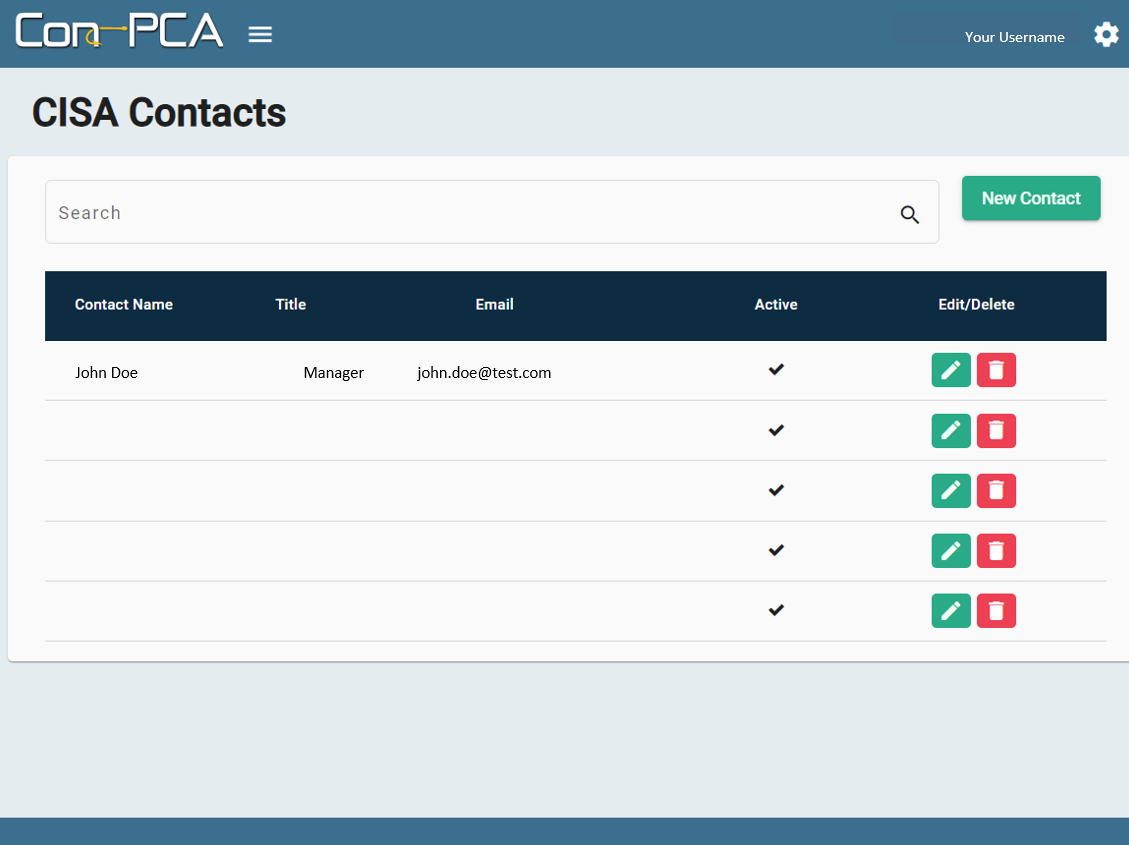 Con-PCA
Your Username
CISA Contacts
Search
New Contact
Contact Name Title Email Active Edit/Delete
John Doe Manager john.doe@test.com